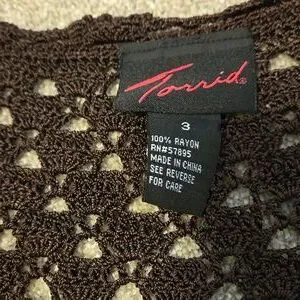 Torrid
3
100% RAYON
RN#57895
MADE IN CHINA
SEE REVERSE
FOR CARE